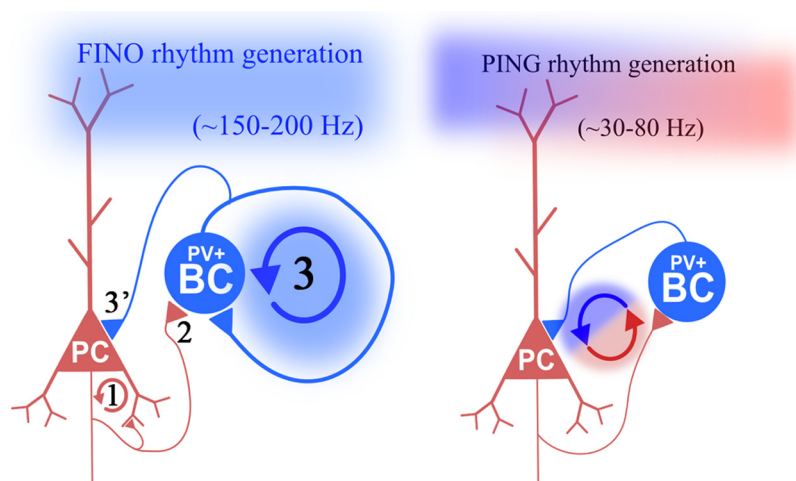 FINO rhythm generation
(~150-200 Hz)
PV+
BC
3
3’
2
PC
1
PING rhythm generation
(~30-80 Hz)
PV+
BC
PC